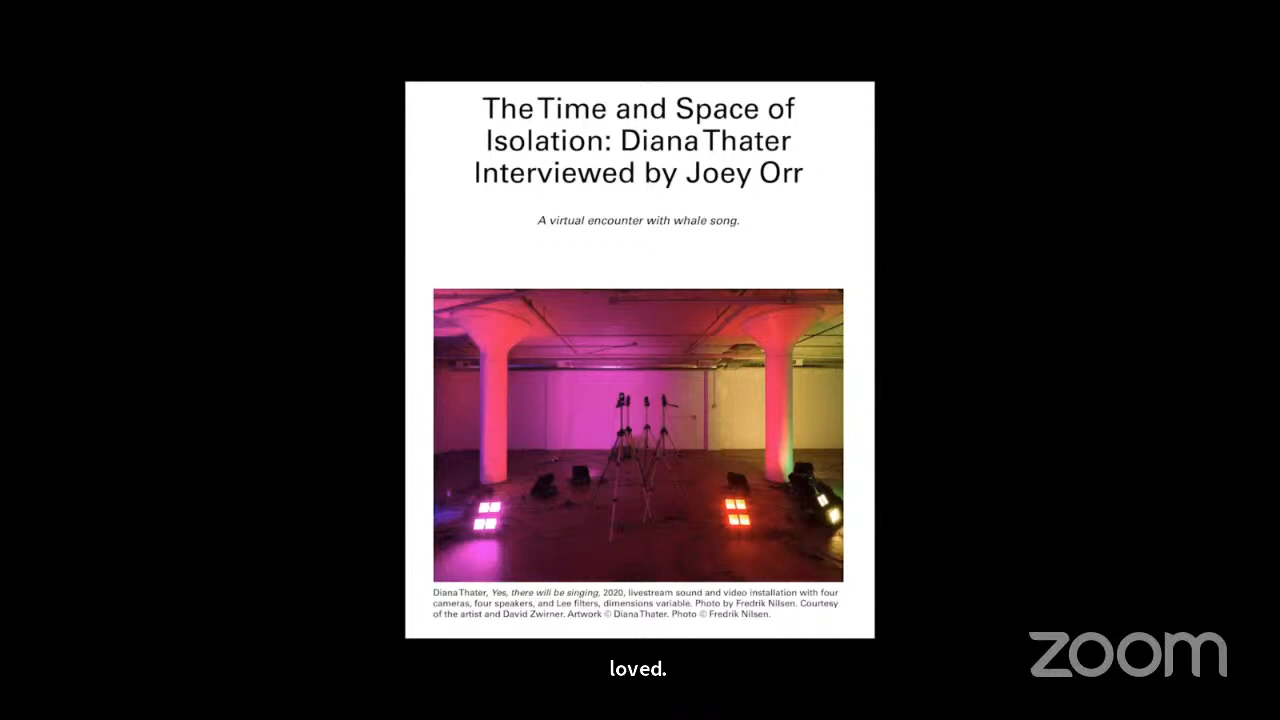 The Time and Space of
Isolation: Diana Thater
Interviewed by Joey Orr
A virtual encounter with whale song.
Diana Thater, Yes, there will be singing, 2020, livestream sound and video installation with four
cameras, four speakers, and Lee filters, dimensions variable. Photo by Fredrik Nilsen. Courtesy
of the artist and David Zwirner. Artwork © Diana Thater. Photo © Fredrik Nilsen.
loved.
zoom